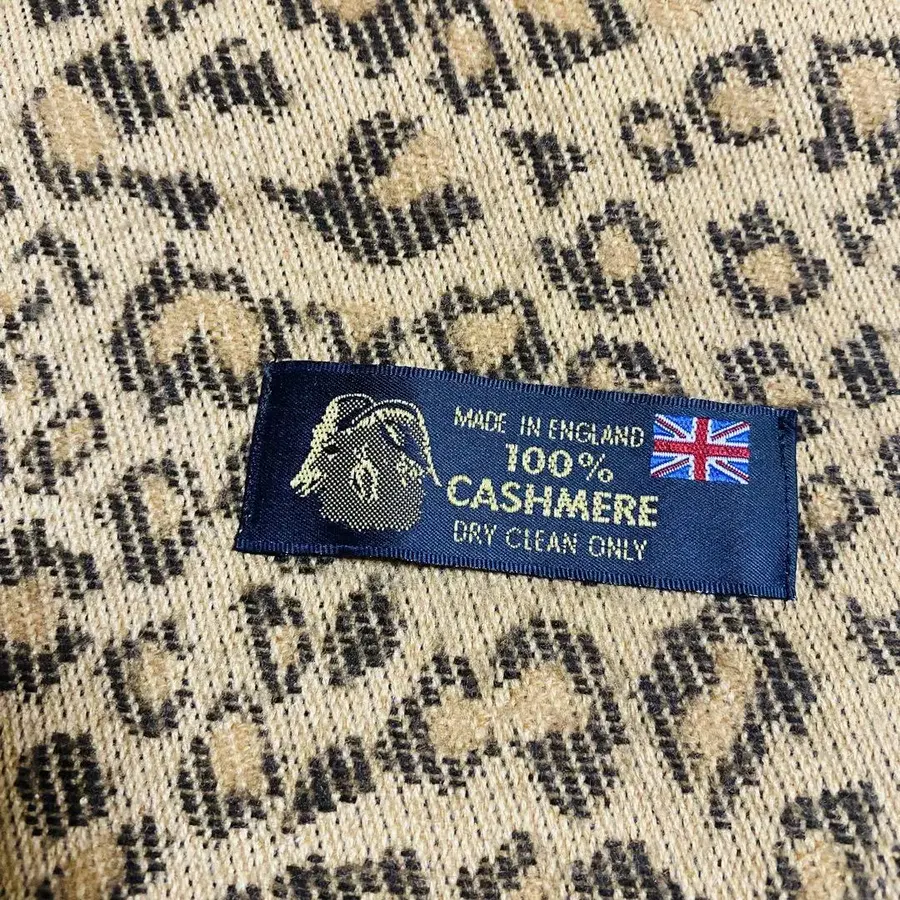 MADE IN ENGLAND
100%
CASHMERE
DRY CLEAN ONLY